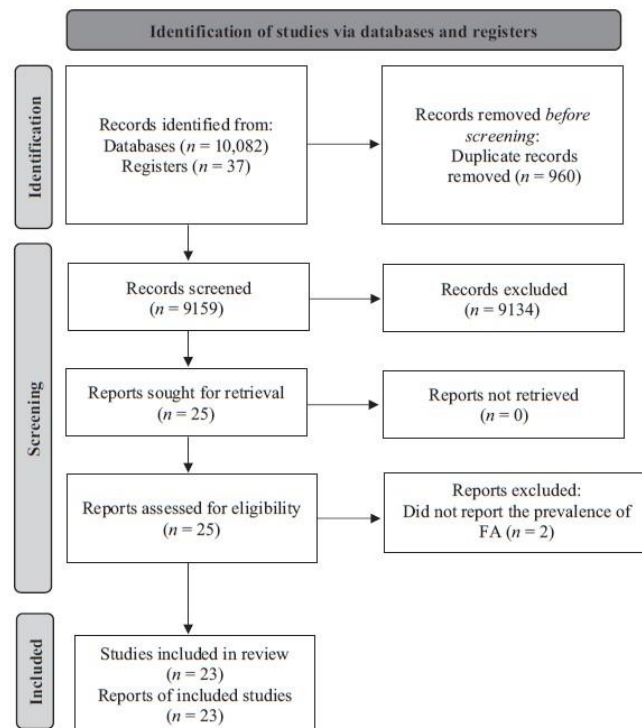 Identification of studies via databases and registers
Identification
Records identified from:
Databases (n = 10,082)
Registers (n = 37)
Records removed before
screening:
Duplicate records
removed (n = 960)
Screening
Records screened
(n = 9159)
Records excluded
(n = 9134)
Reports sought for retrieval
(n = 25)
Reports not retrieved
(n = 0)
Reports assessed for eligibility
(n = 25)
Reports excluded:
Did not report the prevalence of
FA (n = 2)
Included
Studies included in review
(n = 23)
Reports of included studies
(n = 23)